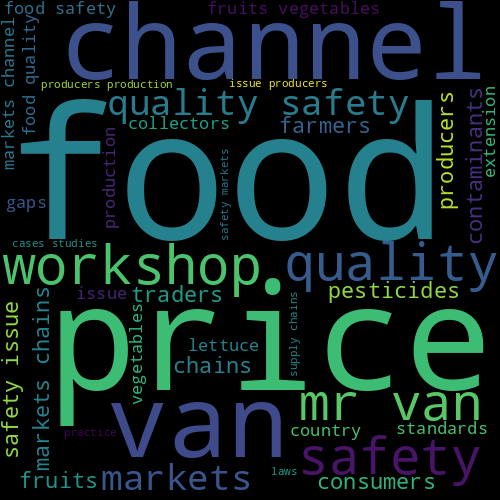 food safety
fruits vegetables
channel
markets channel
food quality
producers production
issue producers
quality safety
collectors
farmers
food
production
safety markets
producers
contaminants
extension
gaps
cases studies
workshop
quality
issue
traders
pesticides
price
safety issue
markets chains
vegetables
lettuce
chains
supply chains
van
mr van
country
standards
practice
safety
fruits
markets
laws
consumers